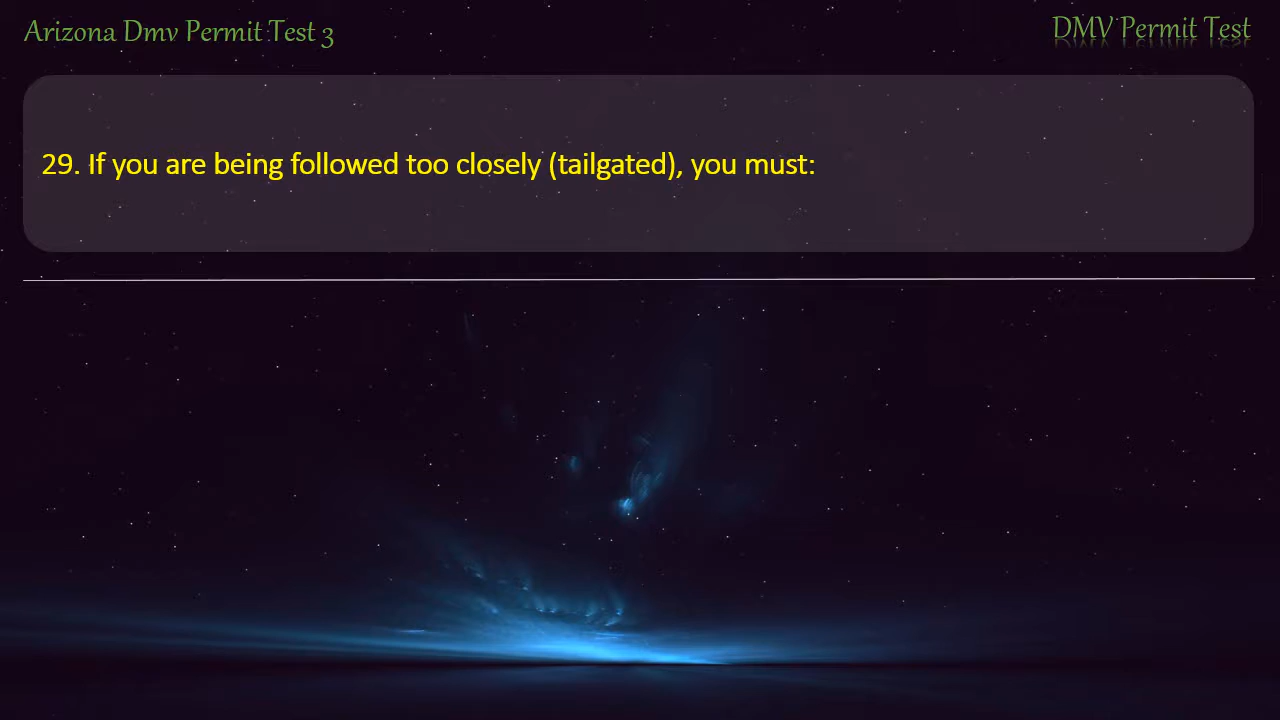 Arizona Dmv Permit Test 3
DMV Permit Test
29. If you are being followed too closely (tailgated), you must: